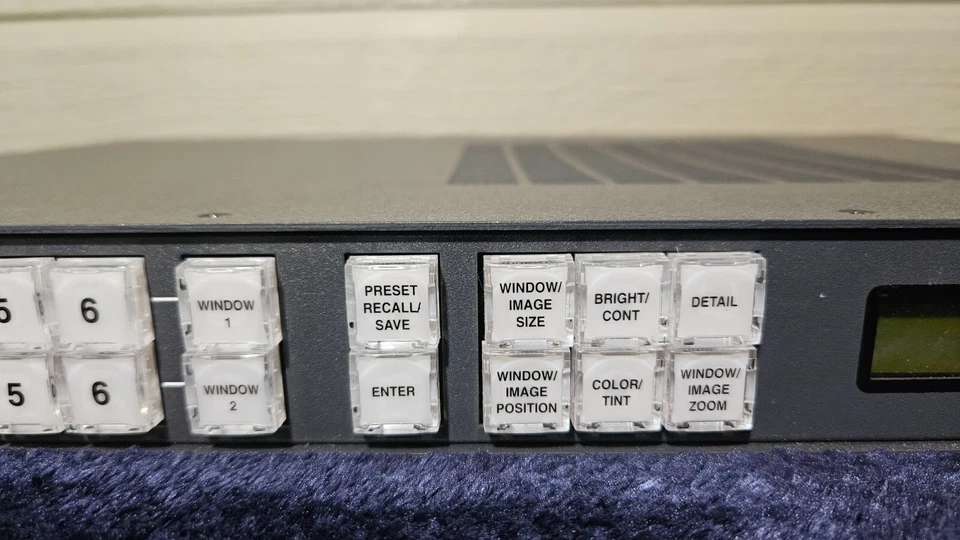 5
6
WINDOW
1
PRESET
RECALL/
SAVE
WINDOW/
IMAGE
SIZE
BRIGHT/
CONT
DETAIL
5
6
WINDOW
2
ENTER
WINDOW/
IMAGE
POSITION
COLOR/
TINT
WINDOW/
IMAGE
ZOOM